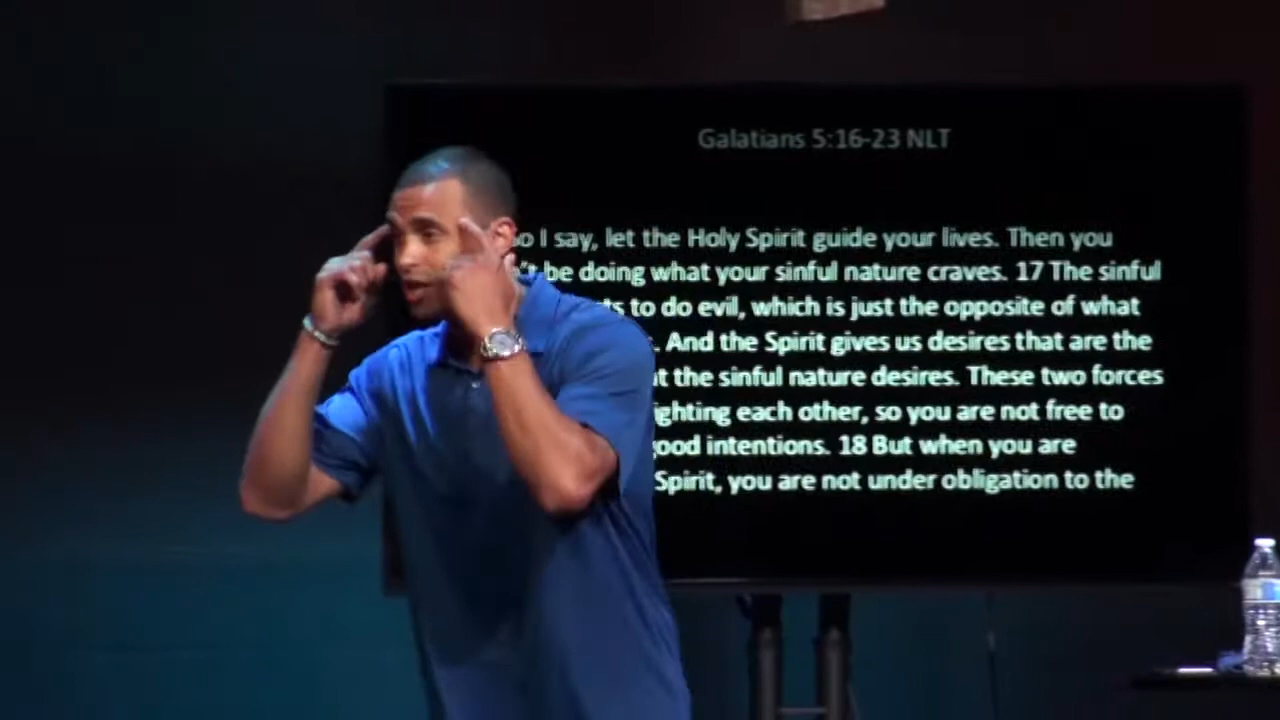 Galatians 5:16-23 NLT
So I say, let the Holy Spirit guide your lives. Then you
be doing what your sinful nature craves. 17 The sinful
to do evil, which is just the opposite of what
And the Spirit gives us desires that are the
the sinful nature desires. These two forces
fighting each other, so you are not free to
good intentions. 18 But when you are
Spirit, you are not under obligation to the